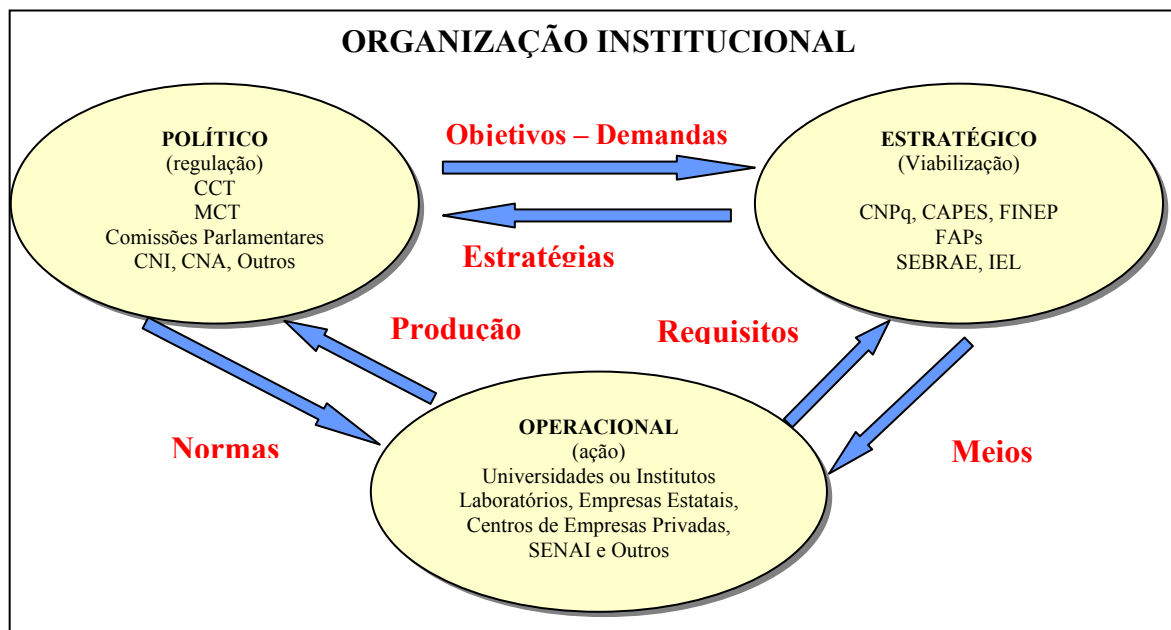 ORGANIZAÇÃO INSTITUCIONAL
POLÍTICO
(regulação)
CCT
MCT
Comissões Parlamentares
CNI, CNA, Outros
Objetivos – Demandas
Estratégias
ESTRATÉGICO
(Viabilização)
CNPq, CAPES, FINEP
FAPs
SEBRAE, IEL
Produção
Requisitos
Normas
Meios
OPERACIONAL
(ação)
Universidades ou Institutos
Laboratórios, Empresas Estatais,
Centros de Empresas Privadas,
SENAI e Outros